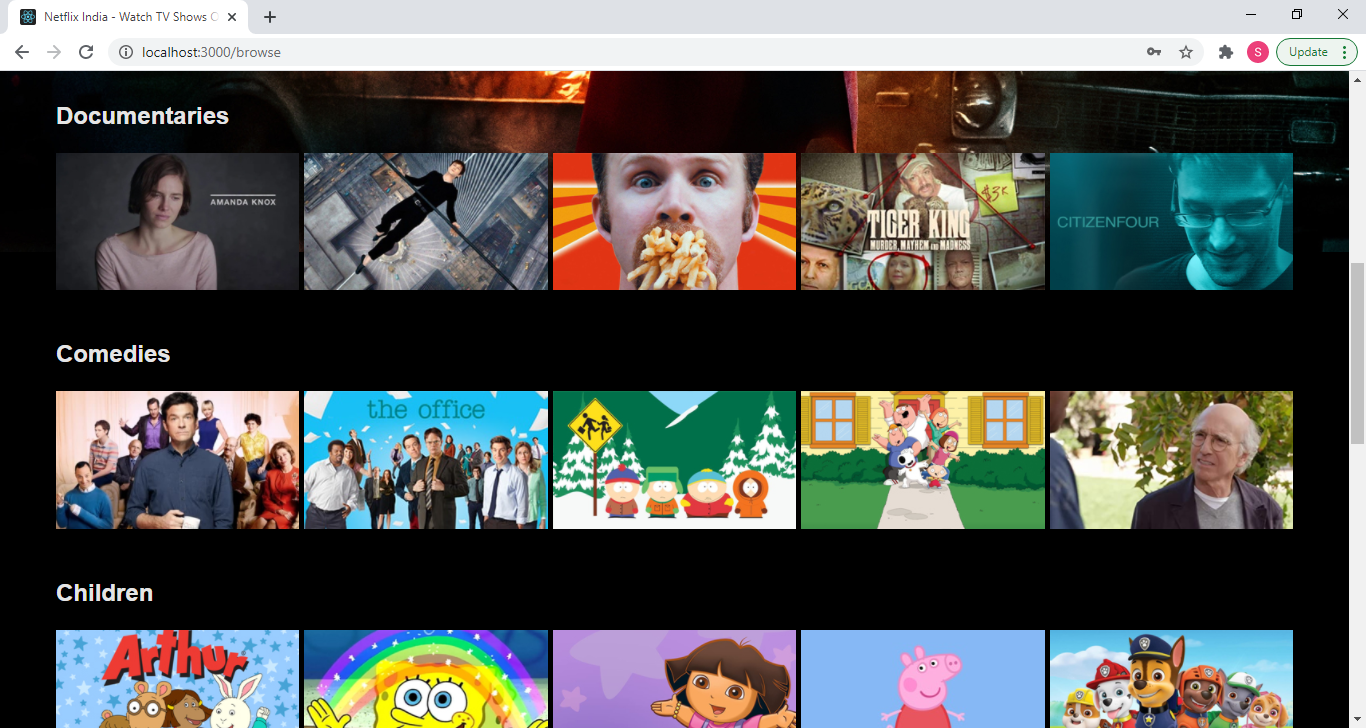 Netflix India - Watch TV Shows O
localhost:3000/browse
S
Update
Documentaries
AMANDA KNOX
TIGER KING
MURDER, MAYHEM AND MADNESS
$3K
CITIZENFOUR
Comedies
the office
Children
Arthur